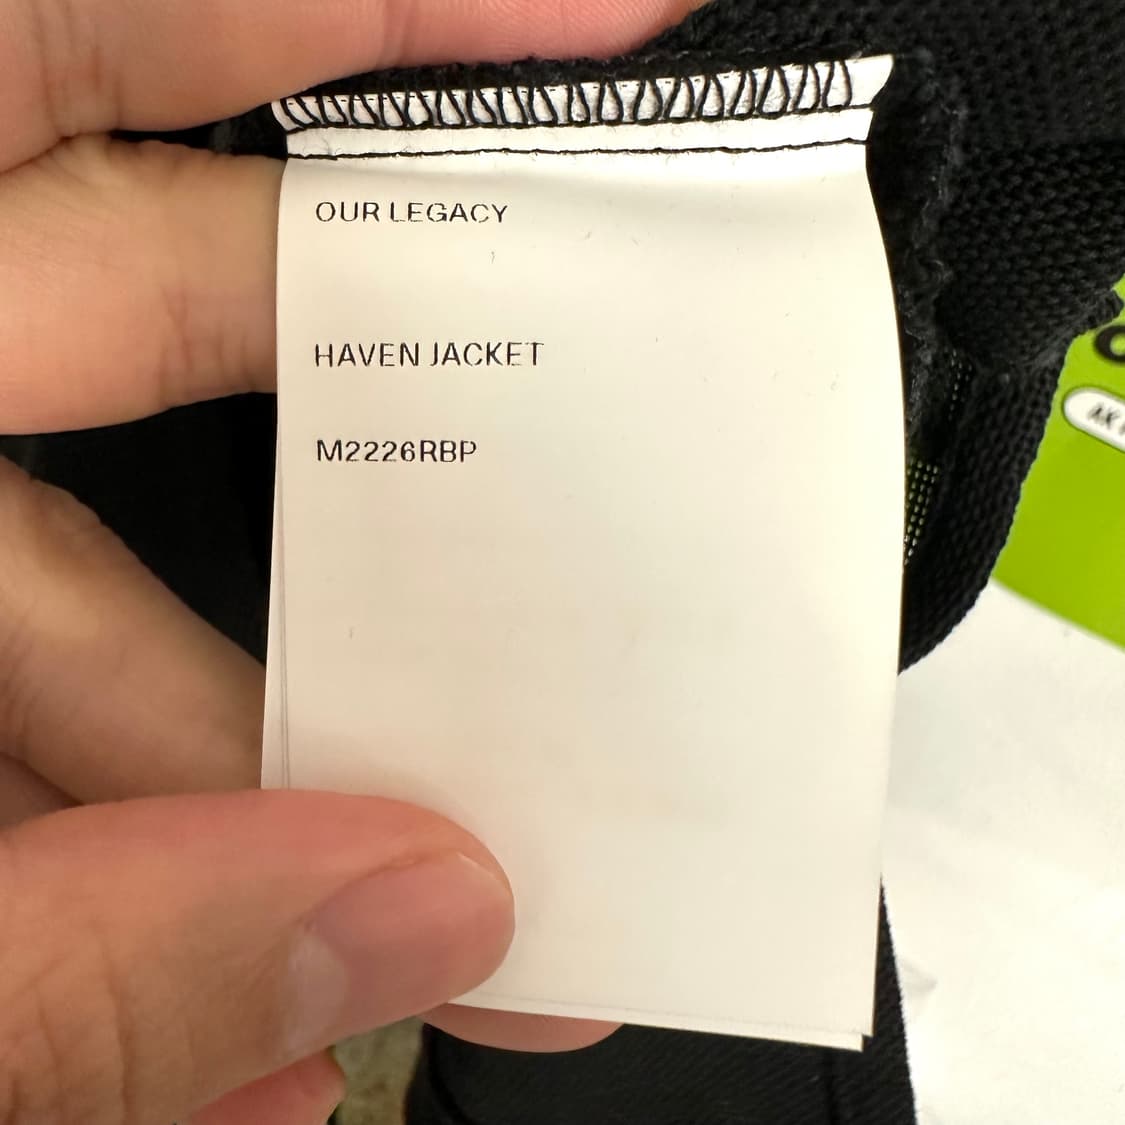 OUR LEGACY
HAVEN JACKET
M2226RBP